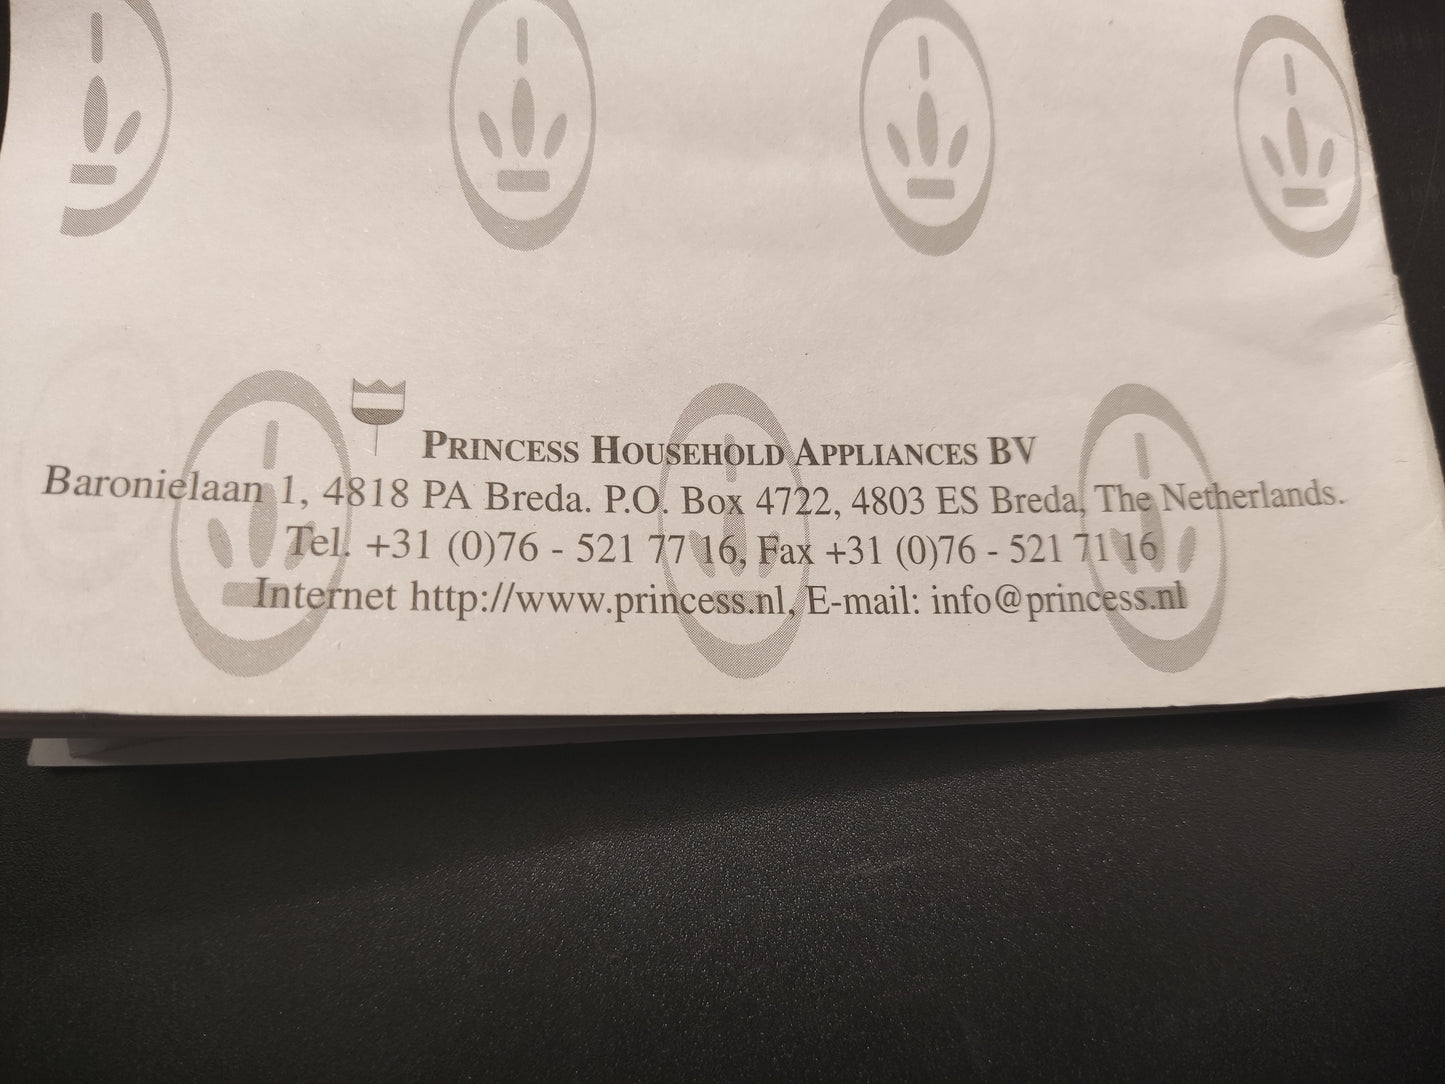 PRINCESS HOUSEHOLD APPLIANCES BV
Baronielaan 1, 4818 PA Breda. P.O. Box 4722, 4803 ES Breda, The Netherlands.
Tel. +31 (0)76 - 521 77 16, Fax +31 (0)76 - 521 71 16
Internet http://www.princess.nl, E-mail: info@princess.nl